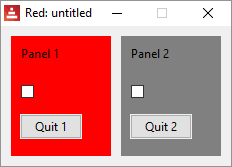 Red: untitled
Panel 1
Panel 2
Quit 1
Quit 2